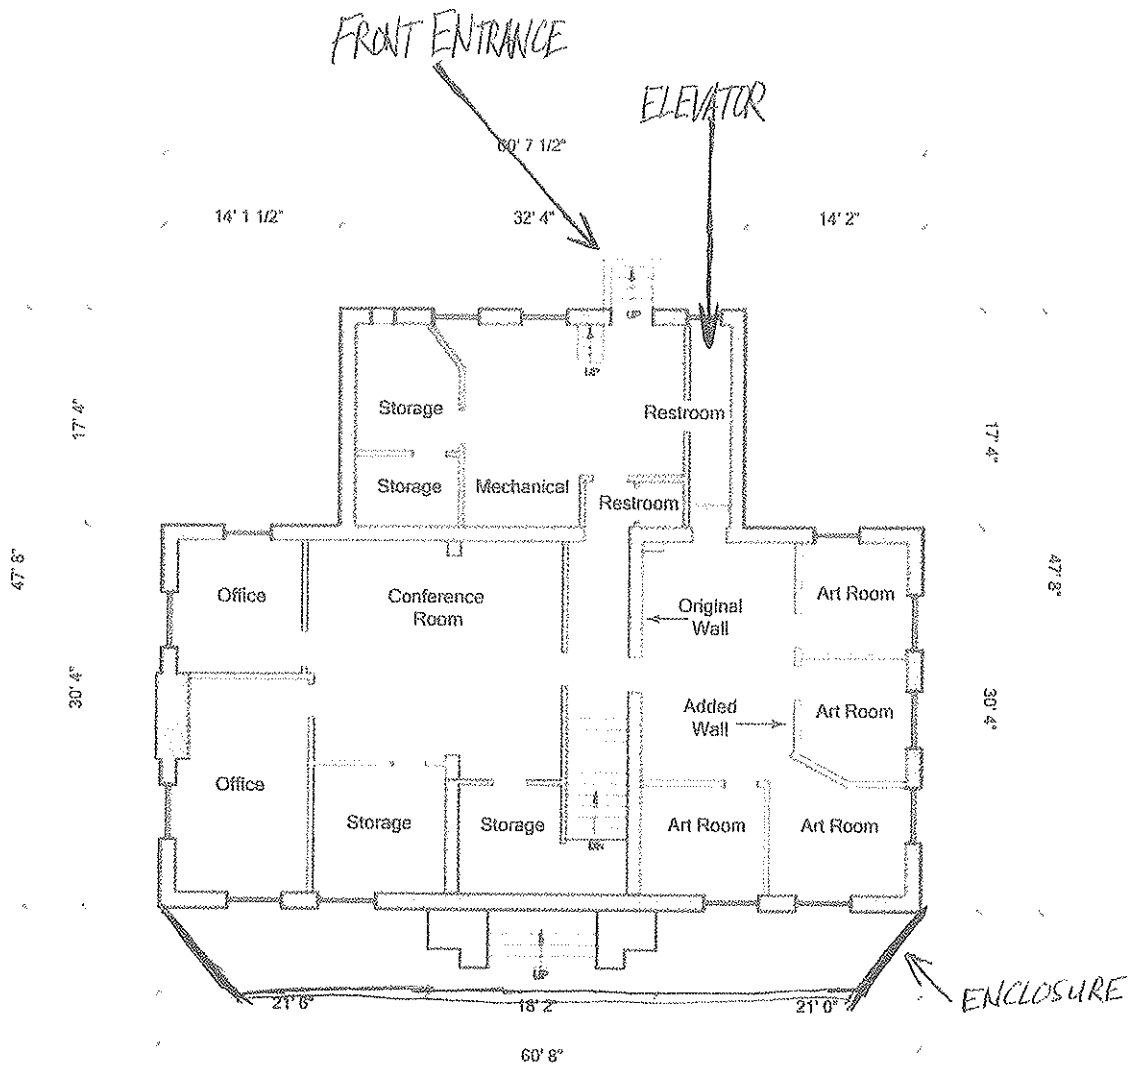 FRONT ENTRANCE
ELEVATOR
60' 7 1/2"
14' 1 1/2"
32' 4"
14' 2"
UP
UP
17' 4"
Storage
Restroom
17' 4"
Storage
Mechanical
Restroom
47' 8"
Office
Conference
Room
Original
Wall
Art Room
47' 8"
30' 4"
Added
Wall
Art Room
30' 4"
Office
Storage
Storage
Art Room
Art Room
DN
UP
ENCLOSURE
21' 6"
18' 2"
21' 0"
60' 8"